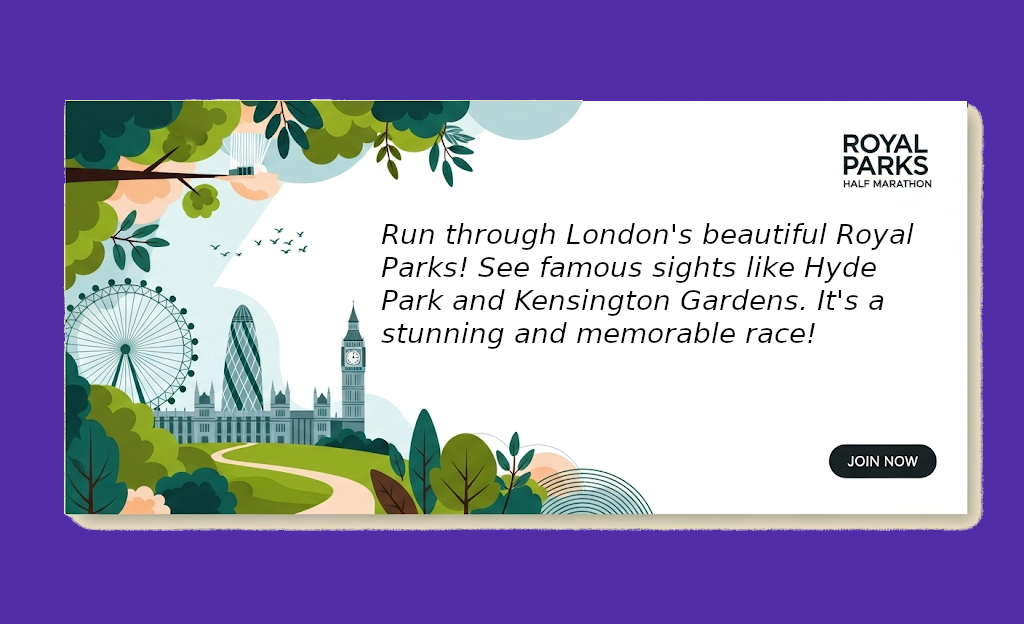 ROYAL
PARKS
HALF MARATHON
Run through London's beautiful Royal
Parks! See famous sights like Hyde
Park and Kensington Gardens. It's a
stunning and memorable race!
JOIN NOW